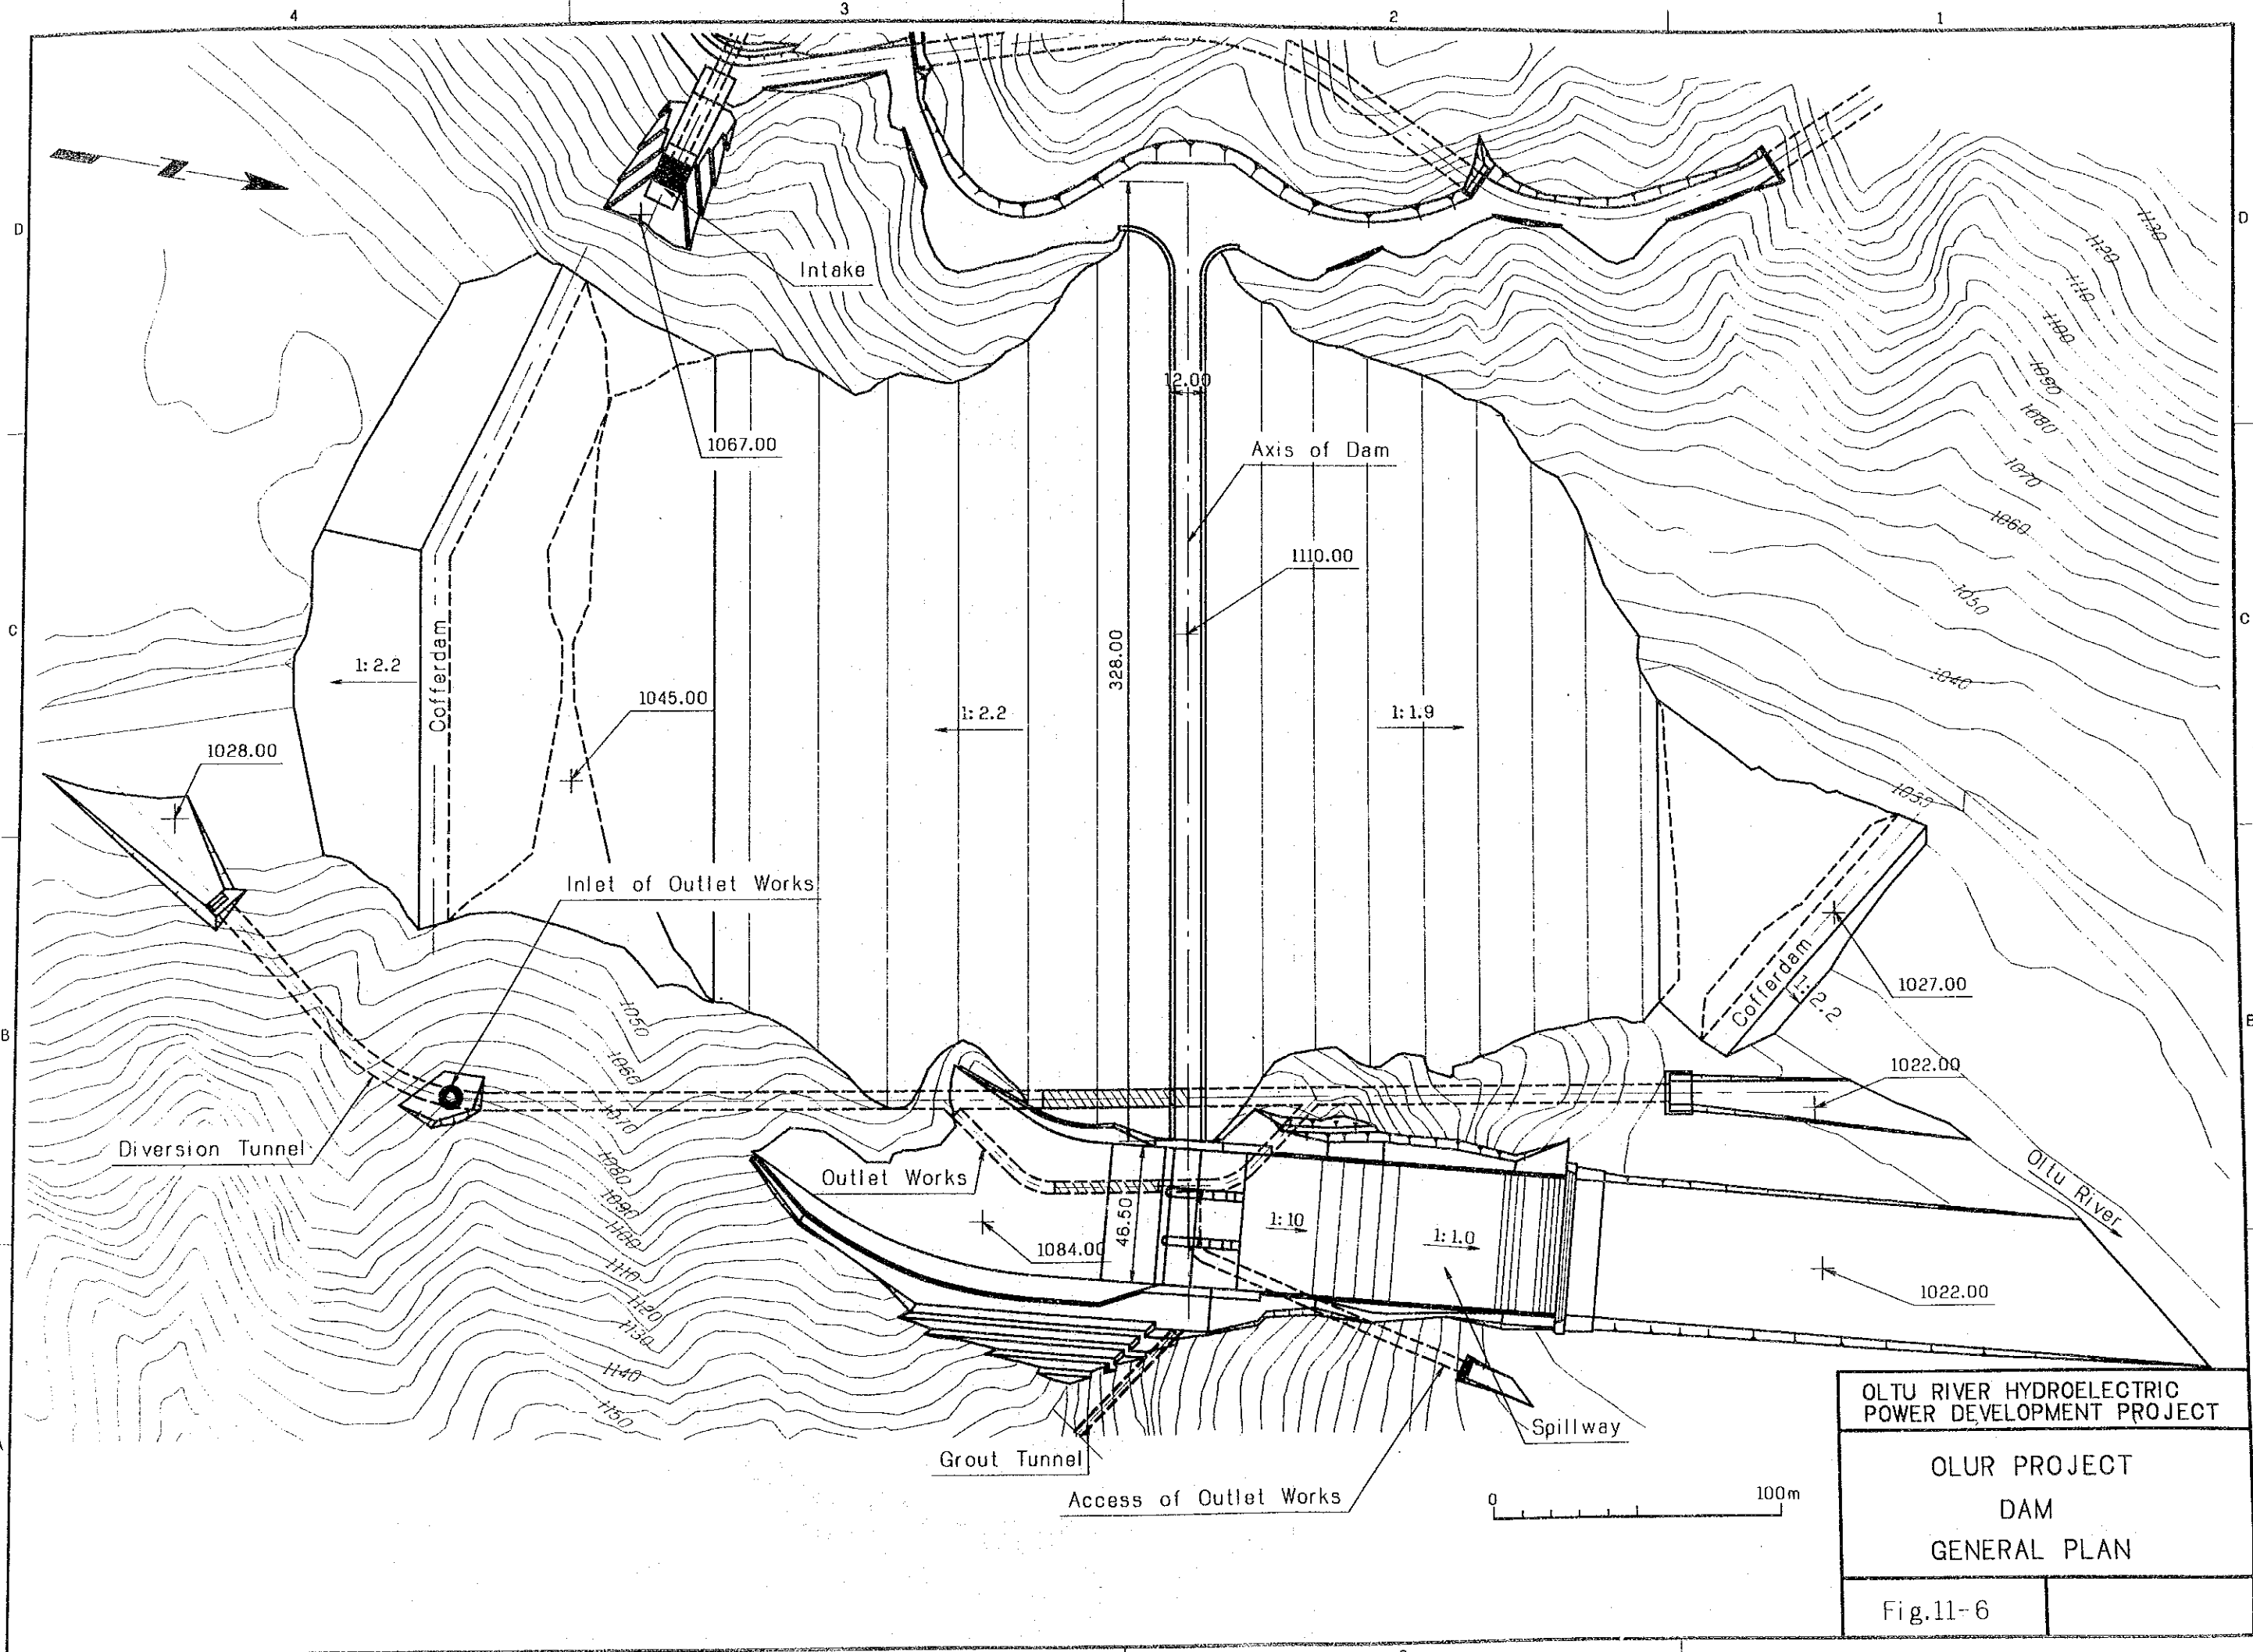 4
3
2
1
D
D
Intake
1130
1120
1110
1100
1090
1080
1070
1060
1050
1040
1033
12.00
1067.00
Axis of Dam
1110.00
C
C
328.00
1:2.2
Cofferdam
1045.00
1:2.2
1:1.9
1028.00
Inlet of Outlet Works
1027.00
Cofferdam
1:2.2
B
B
1050
1060
1070
1080
1090
1100
1110
1120
1130
1140
1150
1022.00
Diversion Tunnel
Outlet Works
Oltu River
46.50
1:10
1:1.0
1084.00
1022.00
Spillway
Grout Tunnel
Access of Outlet Works
0
100m
OLTU RIVER HYDROELECTRIC
POWER DEVELOPMENT PROJECT
OLUR PROJECT
DAM
GENERAL PLAN
Fig.11-6